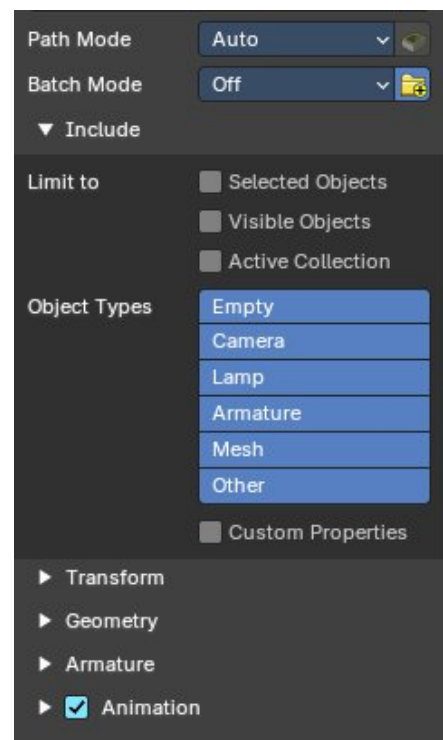 Path Mode Auto
Batch Mode Off
Include
Limit to Selected Objects
Visible Objects
Active Collection
Object Types Empty
Camera
Lamp
Armature
Mesh
Other
Custom Properties
Transform
Geometry
Armature
Animation